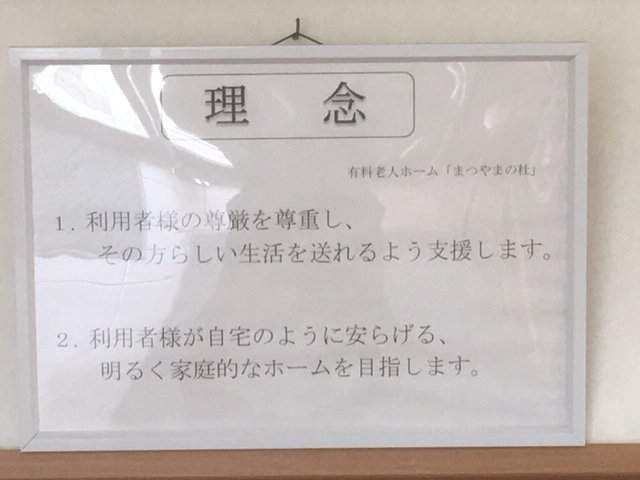 理 念
有料老人ホーム「まつやまの杜」
1．利用者様の尊厳を尊重し、
その方らしい生活を送れるよう支援します。
2．利用者様が自宅のように安らげる、
明るく家庭的なホームを目指します。